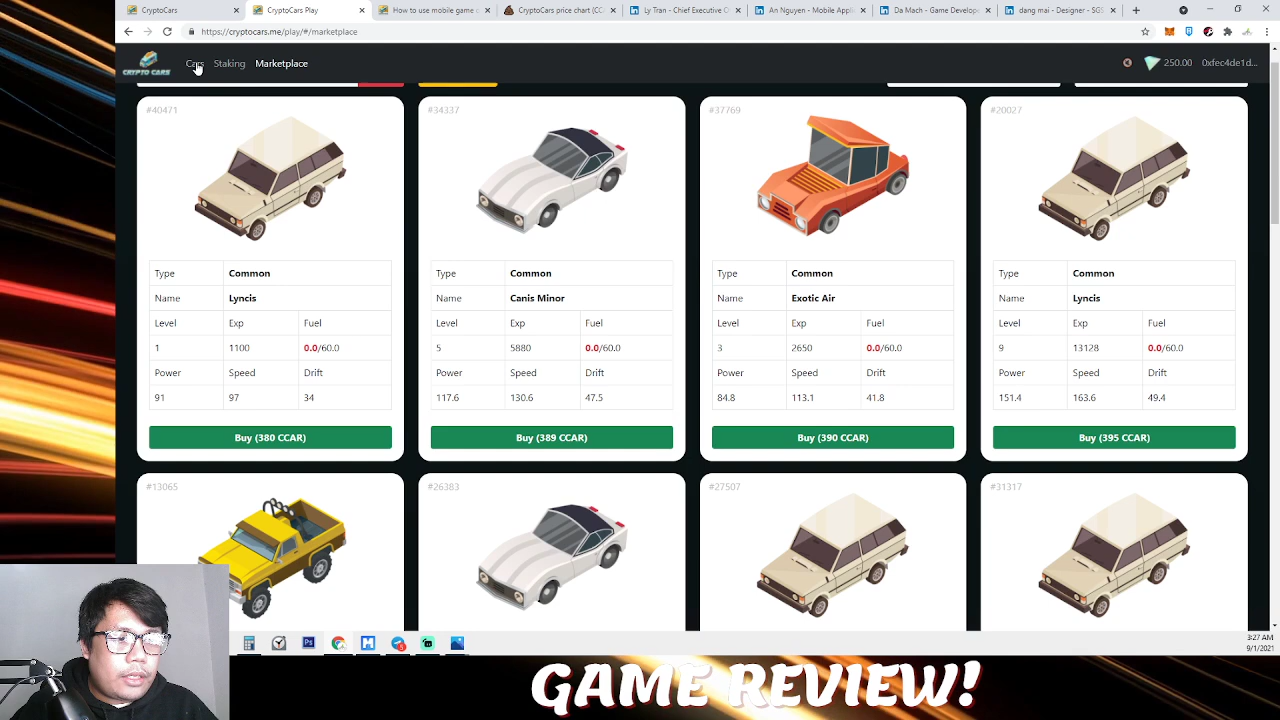 CryptoCars
CryptoCars Play
How to use mobile game o
CryptoCars price chart (CC
Ly Tran - Chief Executive O
An Nguyen - Mobile Appli
Da Mach - Game Develop
dang mai - Designer - SGS
https://cryptocars.me/play/#/marketplace
CRYPTO CARS
Cars Staking Marketplace 250.00 0xfec4de1d...
#40471 #34337 #37769 #20027
Type Common Type Common Type Common Type Common
Name Lyncis Name Canis Minor Name Exotic Air Name Lyncis
Level Exp Fuel Level Exp Fuel Level Exp Fuel Level Exp Fuel
1 1100 0.0/60.0 5 5880 0.0/60.0 3 2650 0.0/60.0 9 13128 0.0/60.0
Power Speed Drift Power Speed Drift Power Speed Drift Power Speed Drift
91 97 34 117.6 130.6 47.5 84.8 113.1 41.8 151.4 163.6 49.4
Buy (380 CCAR) Buy (389 CCAR) Buy (390 CCAR) Buy (395 CCAR)
#13065 #26383 #27507 #31317
3:27 AM
9/1/2021
GAME REVIEW!